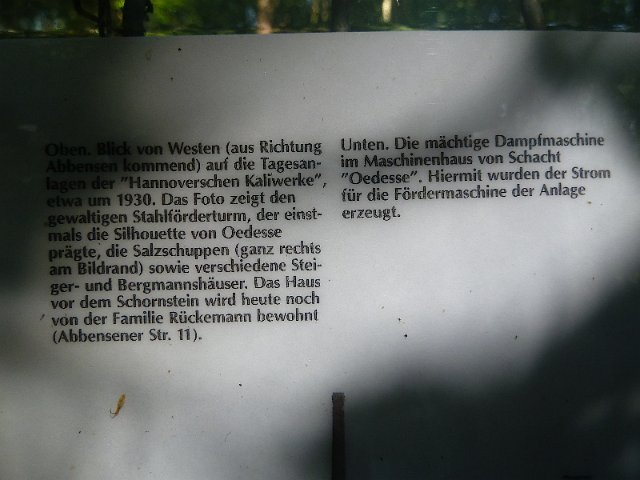 Oben. Blick von Westen (aus Richtung
Abbensen kommend) auf die Tagesan-
lagen der "Hannoverschen Kaliwerke",
etwa um 1930. Das Foto zeigt den
gewaltigen Stahlförderturm, der einst-
mals die Silhouette von Oedesse
prägte, die Salzschuppen (ganz rechts
am Bildrand) sowie verschiedene Stei-
ger- und Bergmannshäuser. Das Haus
vor dem Schornstein wird heute noch
von der Familie Rückemann bewohnt
(Abbensener Str. 11).
Unten. Die mächtige Dampfmaschine
im Maschinenhaus von Schacht
"Oedesse". Hiermit wurden der Strom
für die Fördermaschine der Anlage
erzeugt.